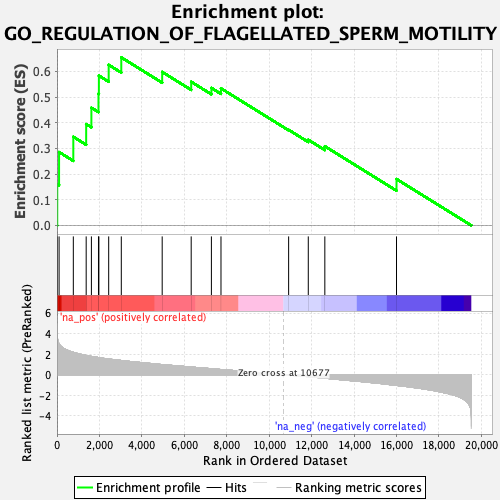 Enrichment plot:
GO_REGULATION_OF_FLAGELLATED_SPERM_MOTILITY
Enrichment score (ES)
0.6
0.5
0.4
0.3
0.2
0.1
0.0
'na_pos' (positively correlated)
Ranked list metric (PreRanked)
6
4
2
0
-2
-4
Zero cross at 10677
'na_neg' (negatively correlated)
0
2,000
4,000
6,000
8,000
10,000
12,000
14,000
16,000
18,000
20,000
Rank in Ordered Dataset
Enrichment profile
Hits
Ranking metric scores